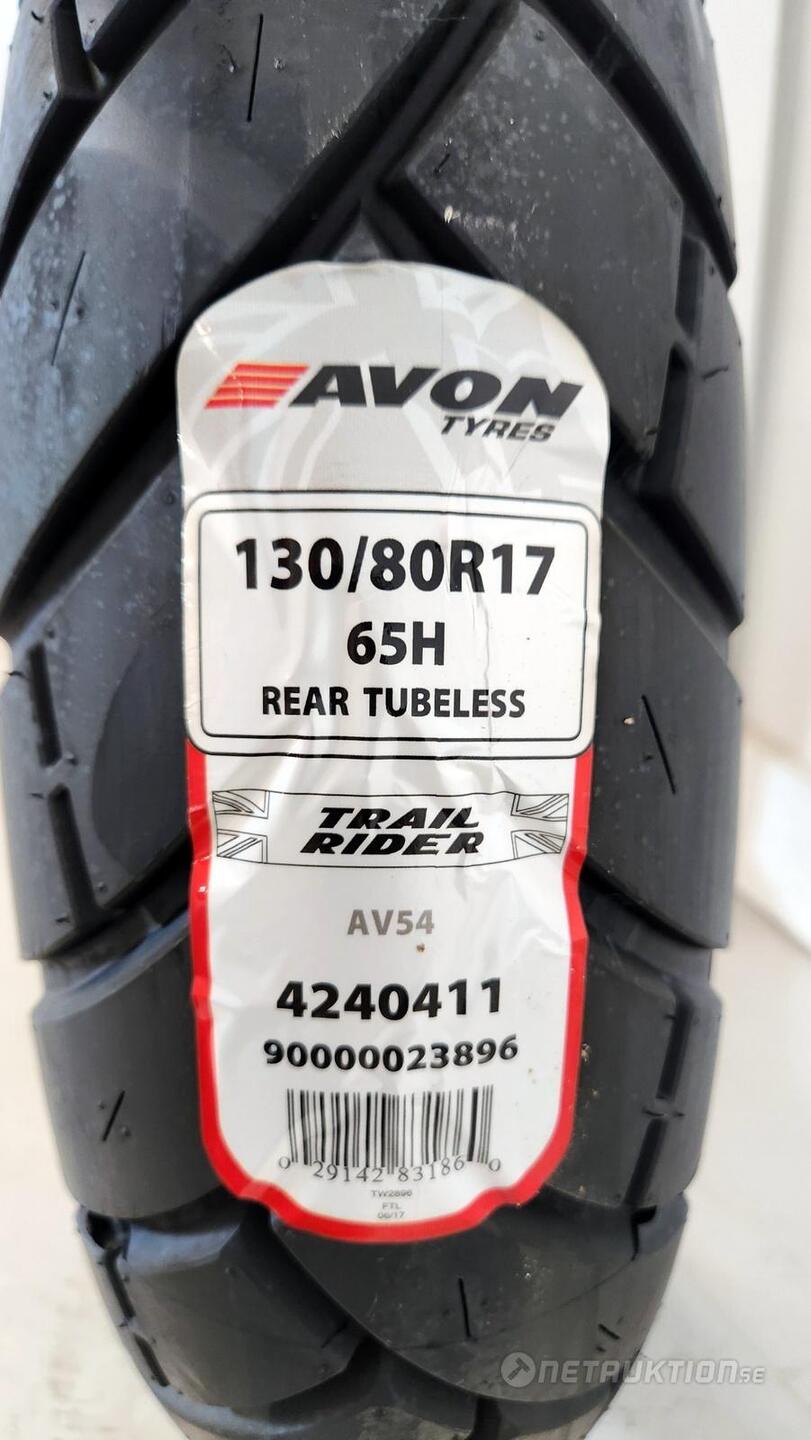 AVON
TYRES
130/80R17
65H
REAR TUBELESS
TRAIL
RIDER
AV54
4240411
90000023896
0 29142 83186 0
TW2896
FTL
06/17
NETAUKTION.SE